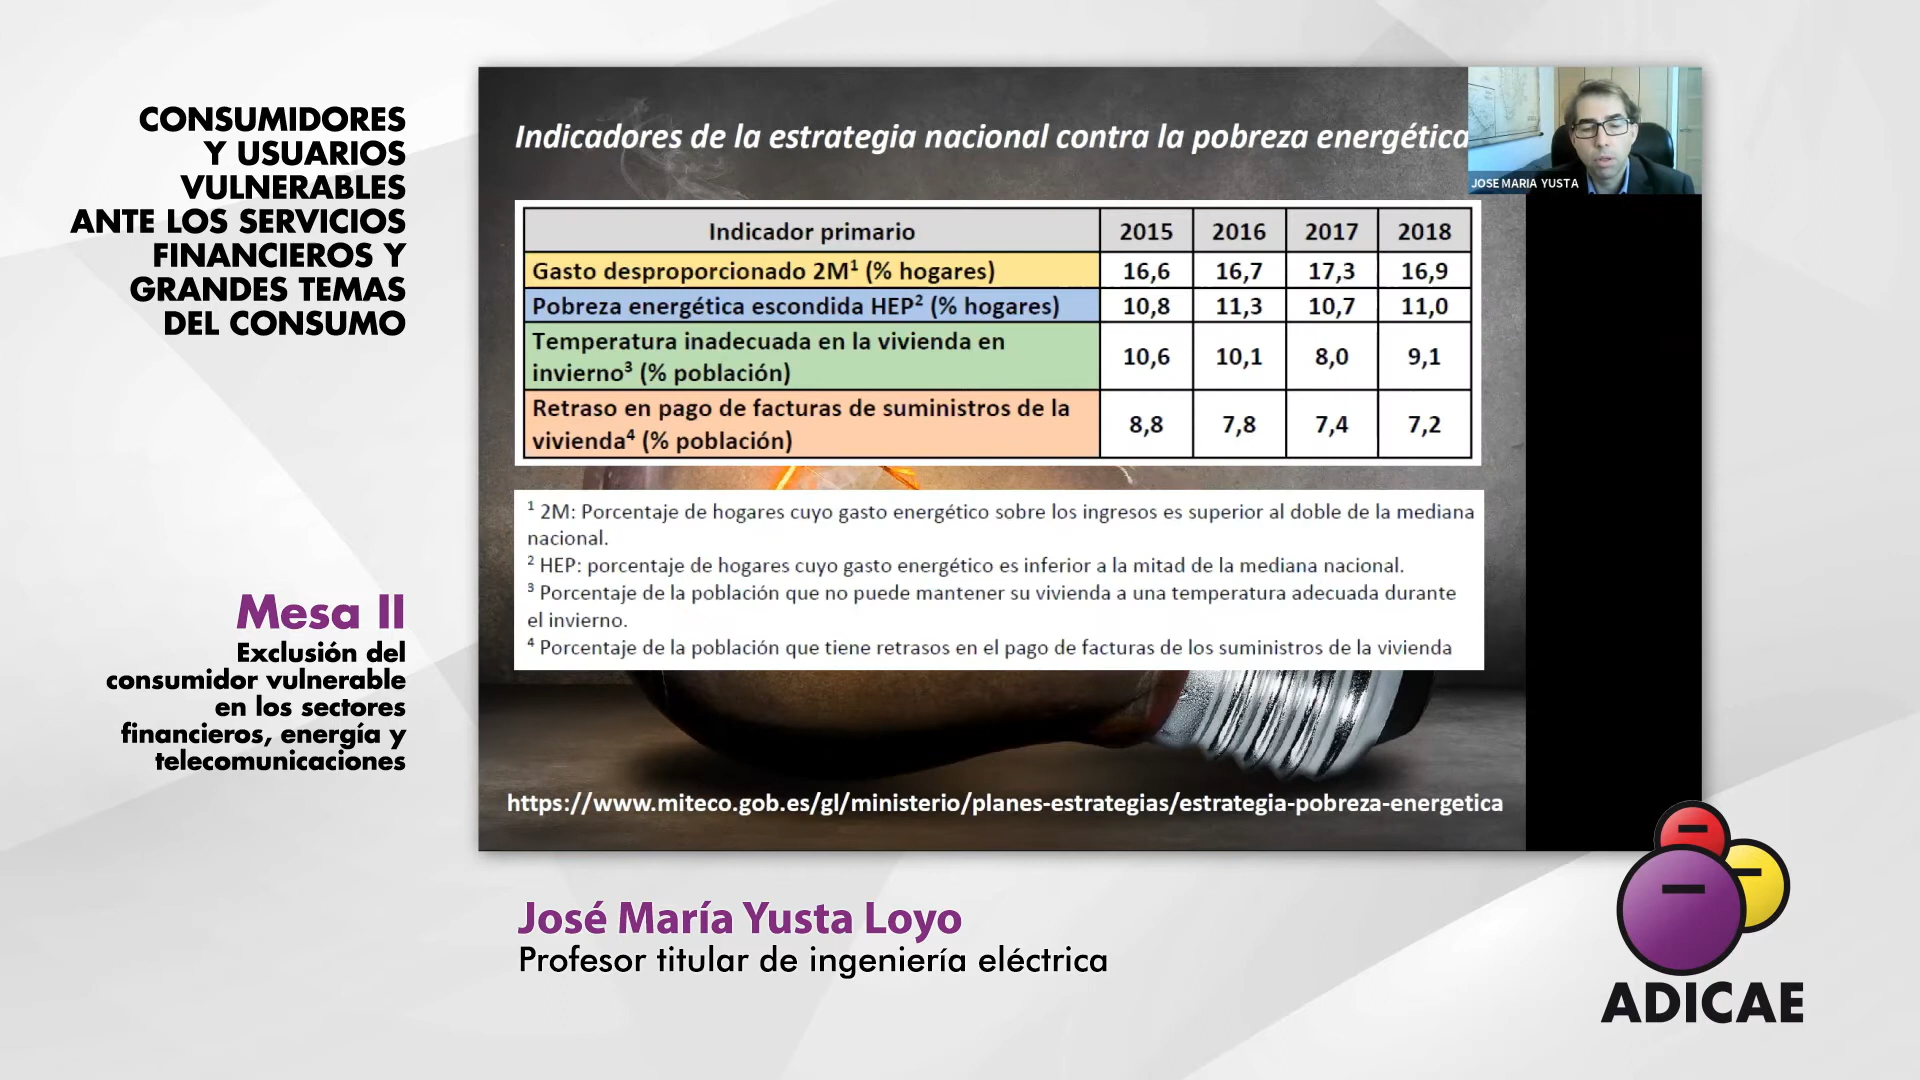 CONSUMIDORES
Y USUARIOS
VULNERABLES
ANTE LOS SERVICIOS
FINANCIEROS Y
GRANDES TEMAS
DEL CONSUMO
Mesa II
Exclusión del
consumidor vulnerable
en los sectores
financieros, energía y
telecomunicaciones
Indicadores de la estrategia nacional contra la pobreza energética
JOSE MARIA YUSTA
Indicador primario 2015 2016 2017 2018
Gasto desproporcionado 2M¹ (% hogares) 16,6 16,7 17,3 16,9
Pobreza energética escondida HEP² (% hogares) 10,8 11,3 10,7 11,0
Temperatura inadecuada en la vivienda en
invierno³ (% población) 10,6 10,1 8,0 9,1
Retraso en pago de facturas de suministros de la
vivienda⁴ (% población) 8,8 7,8 7,4 7,2
¹ 2M: Porcentaje de hogares cuyo gasto energético sobre los ingresos es superior al doble de la mediana
nacional.
² HEP: porcentaje de hogares cuyo gasto energético es inferior a la mitad de la mediana nacional.
³ Porcentaje de la población que no puede mantener su vivienda a una temperatura adecuada durante
el invierno.
⁴ Porcentaje de la población que tiene retrasos en el pago de facturas de los suministros de la vivienda
https://www.miteco.gob.es/gl/ministerio/planes-estrategias/estrategia-pobreza-energetica
José María Yusta Loyo
Profesor titular de ingeniería eléctrica
ADICAE